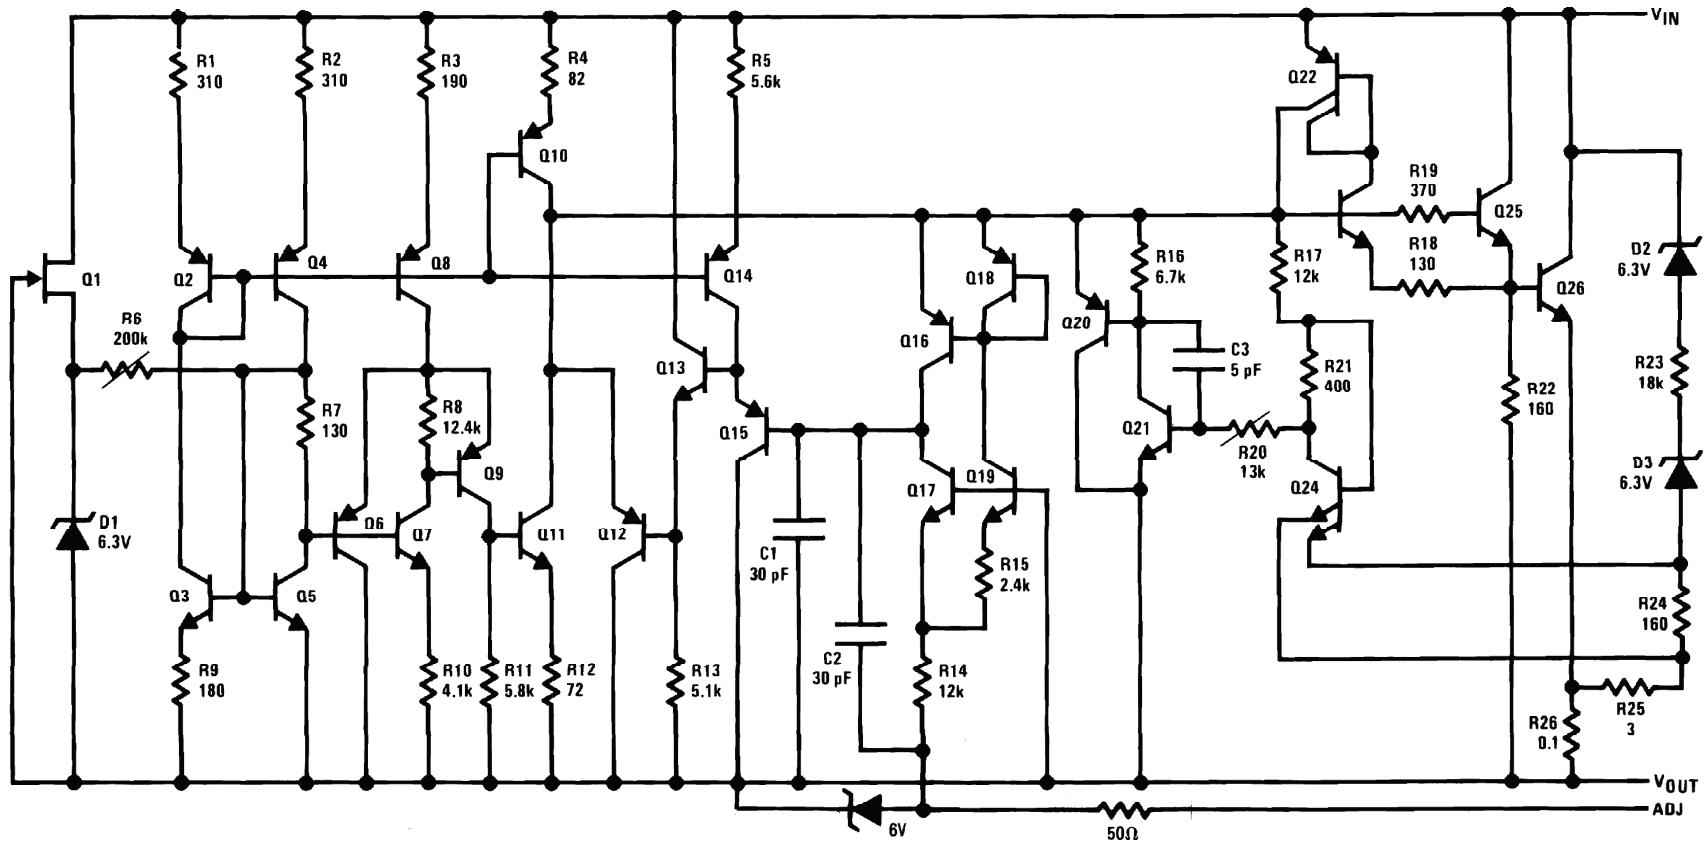 VIN
R1
310
R2
310
R3
190
R4
82
R5
5.6k
Q22
Q10
R19
370
Q25
Q1
Q2
Q4
Q8
Q14
Q18
R16
6.7k
R17
12k
R18
130
Q26
D2
6.3V
R6
200k
Q13
Q16
Q20
C3
5 pF
R21
400
R22
160
R23
18k
R7
130
R8
12.4k
Q9
Q15
Q21
R20
13k
Q17
Q19
Q24
D3
6.3V
D1
6.3V
Q6
Q7
Q11
Q12
C1
30 pF
R15
2.4k
Q3
Q5
R24
160
R9
180
R10
4.1k
R11
5.8k
R12
72
R13
5.1k
C2
30 pF
R14
12k
R25
3
R26
0.1
VOUT
ADJ
6V
50Ω